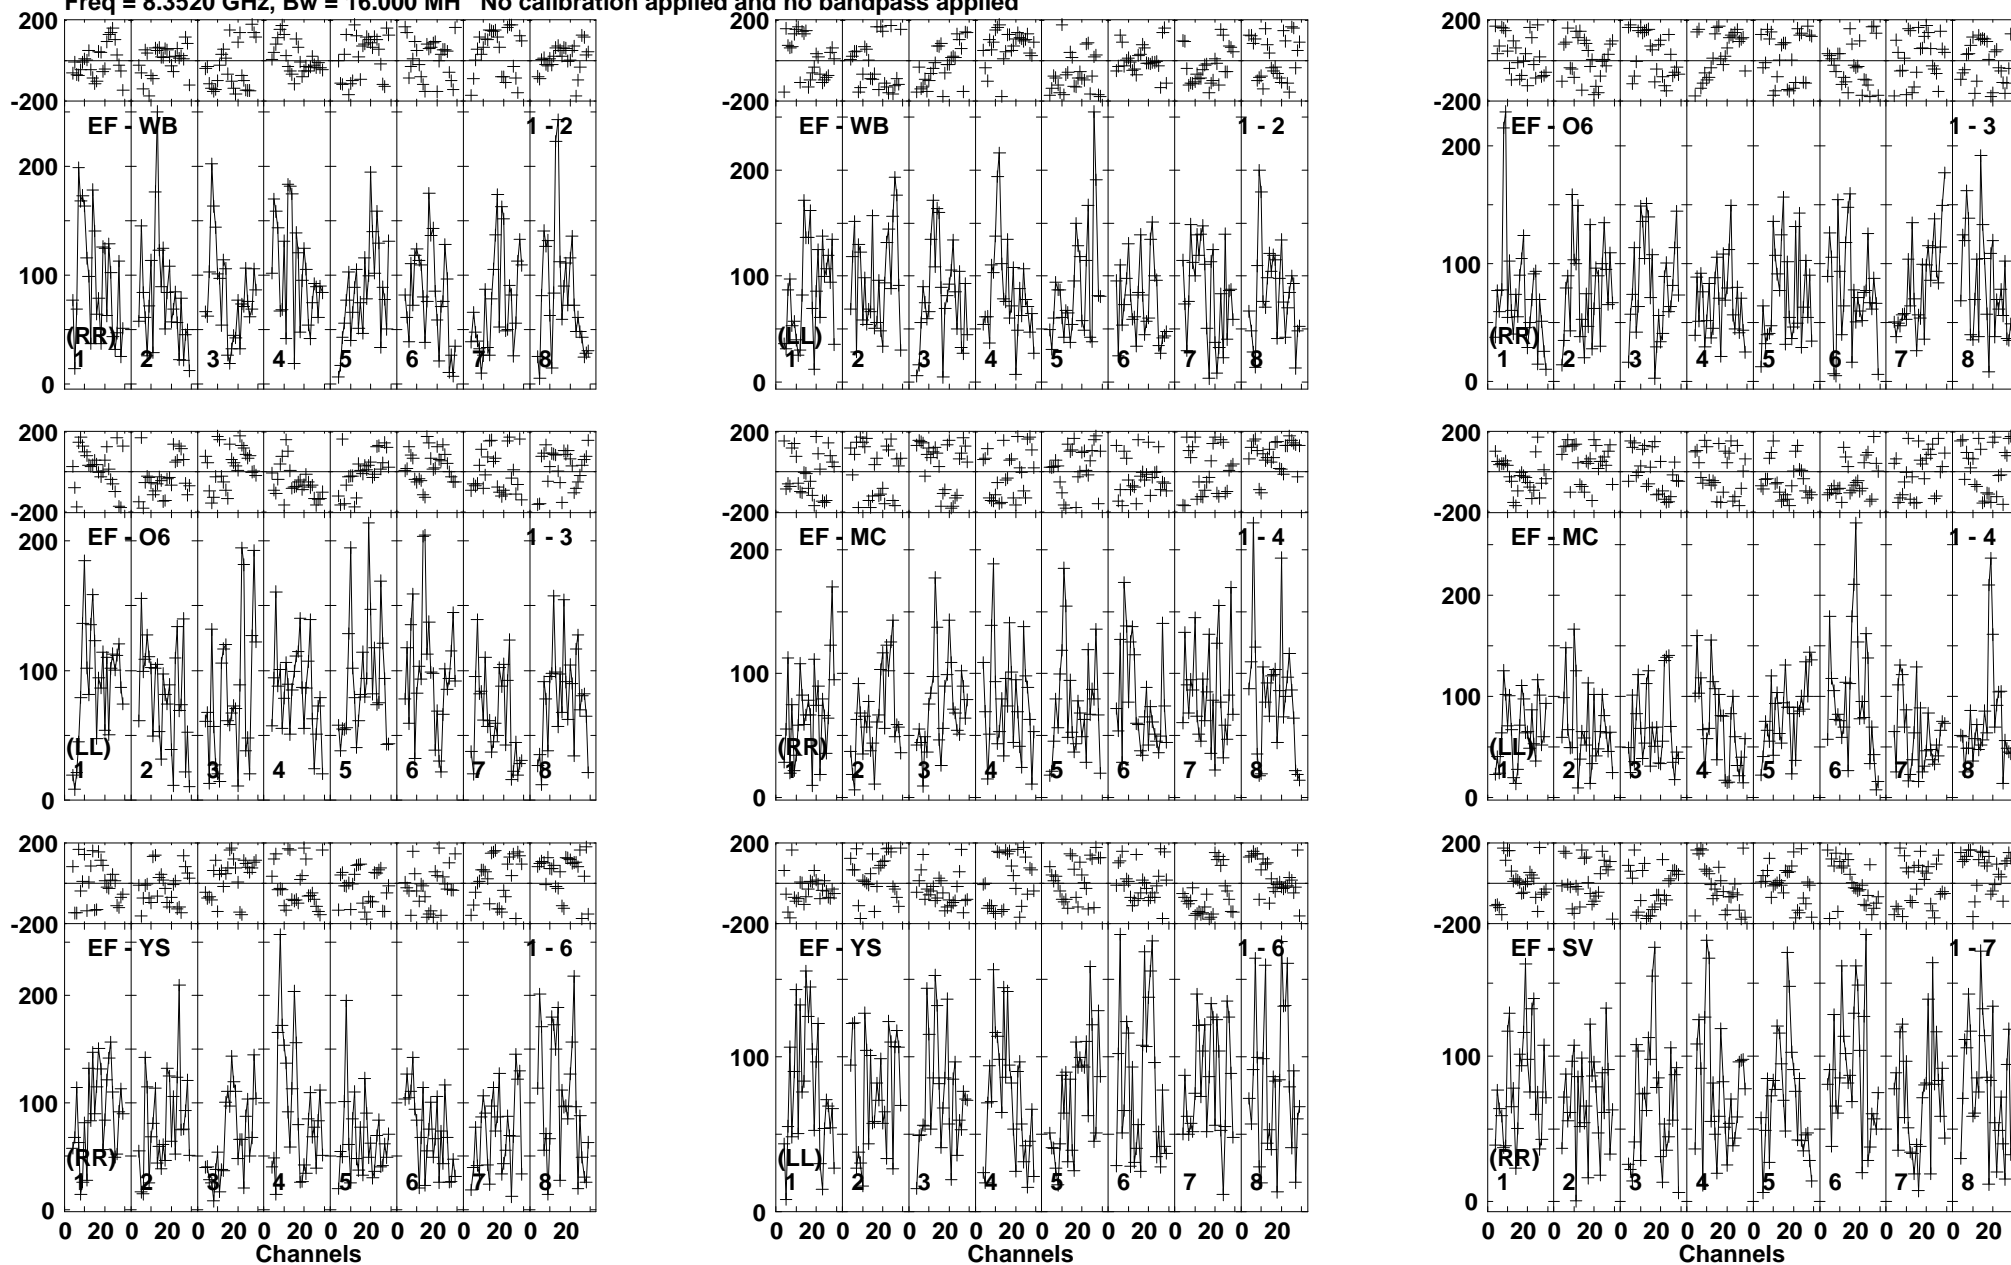 Freq = 8.3520 GHz, Bw = 16.000 MH No calibration applied and no bandpass applied
200 200 200
-200 -200 -200
EF - WB 1 - 2 EF - WB 1 - 2 EF - O6 1 - 3
200 200 200
100 100 100
(RR) (LL) (RR)
1 2 3 4 5 6 7 8 1 2 3 4 5 6 7 8 1 2 3 4 5 6 7 8
0 0 0
200 200 200
-200 -200 -200
EF - O6 1 - 3 EF - MC 1 - 4 EF - MC 1 - 4
200 200 200
100 100 100
(LL) (RR) (LL)
1 2 3 4 5 6 7 8 1 2 3 4 5 6 7 8 1 2 3 4 5 6 7 8
0 0 0
200 200 200
-200 -200 -200
EF - YS 1 - 6 EF - YS 1 - 6 EF - SV 1 - 7
200
100 100 100
(RR) (LL) (RR)
1 2 3 4 5 6 7 8 1 2 3 4 5 6 7 8 1 2 3 4 5 6 7 8
0 0 0
0 20 0 20 0 20 0 20 0 20 0 20 0 20 0 20 0 20 0 20 0 20 0 20 0 20 0 20 0 20 0 20 0 20 0 20 0 20 0 20 0 20 0 20 0 20 0 20
Channels Channels Channels